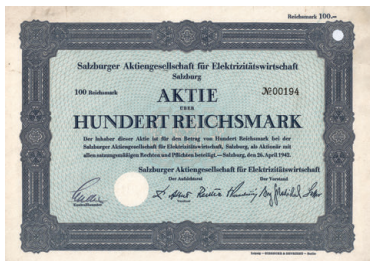 Reichsmark 100.—
Salzburger Aktiengesellschaft für Elektrizitätswirtschaft
Salzburg
100 Reichsmark
№00194
AKTIE
ÜBER
HUNDERT REICHSMARK
Der Inhaber dieser Aktie ist für den Betrag von Hundert Reichsmark bei der
Salzburger Aktiengesellschaft für Elektrizitätswirtschaft, Salzburg, als Aktionär mit
allen satzungsmäßigen Rechten und Pflichten beteiligt.—Salzburg, den 26. April 1942.
Salzburger Aktiengesellschaft für Elektrizitätswirtschaft
Der Aufsichtsrat
Der Vorstand
Kontrollbeamter